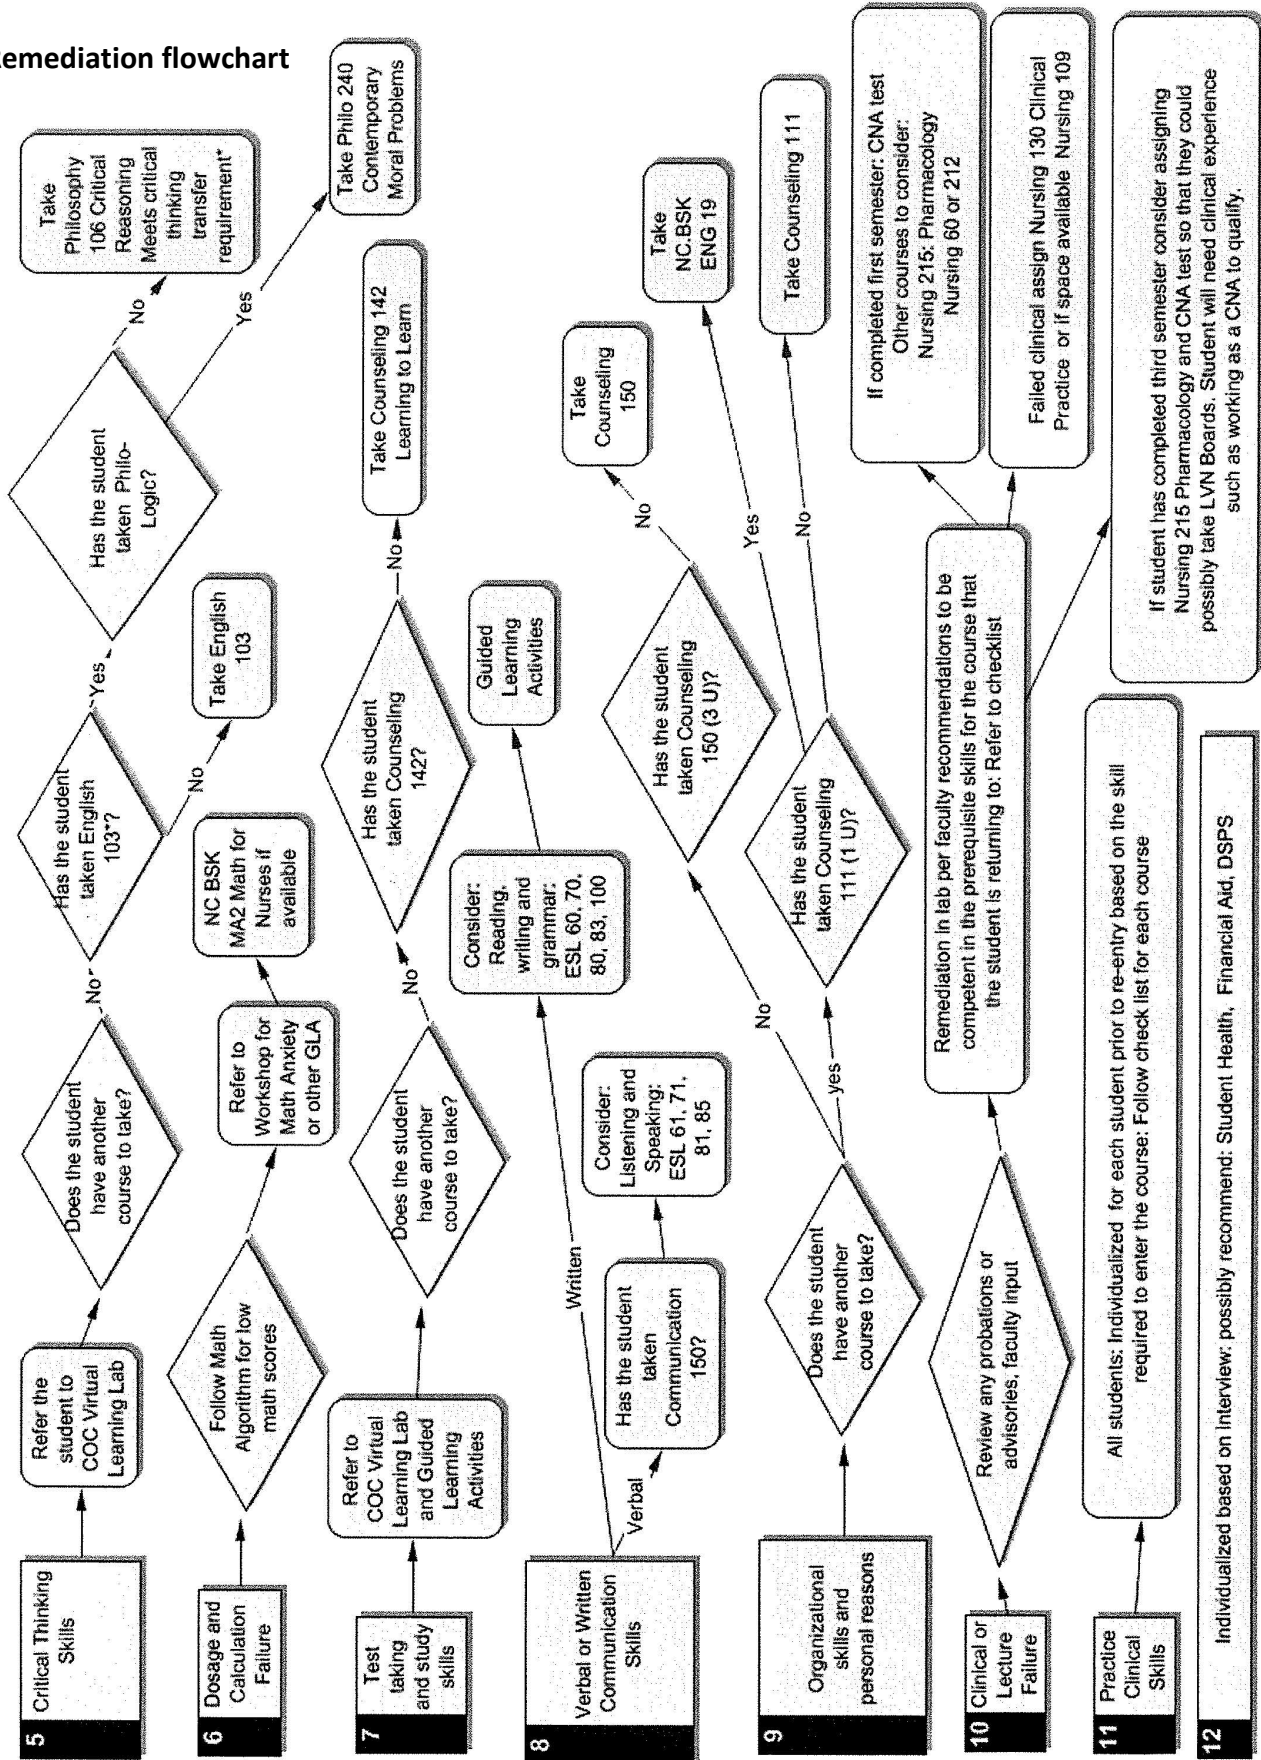 Remediation flowchart
5
Critical Thinking
Skills
Refer the
student to
COC Virtual
Learning Lab
Does the student
have another
course to take?
No
Has the student
taken English
103*?
Yes
No
Take English
103
Has the student
taken Philo-
Logic?
No
Yes
Take
Philosophy
106 Critical
Reasoning
Meets critical
thinking
transfer
requirement*
Take Philo 240
Contemporary
Moral Problems
6
Dosage and
Calculation
Failure
Follow Math
Algorithm for low
math scores
Refer to
Workshop for
Math Anxiety
or other GLA
NC BSK
MA2 Math for
Nurses if
available
7
Test
taking
and study
skills
Refer to
COC Virtual
Learning Lab
and Guided
Learning
Activities
Does the student
have another
course to take?
No
Has the student
taken Counseling
142?
No
Take Counseling 142
Learning to Learn
8
Verbal or Written
Communication
Skills
Written
Verbal
Consider:
Reading,
writing and
grammar:
ESL 60, 70,
80, 83, 100
Guided
Learning
Activities
Has the student
taken
Communication
150?
Consider:
Listening and
Speaking:
ESL 61, 71,
81, 85
9
Organizational
skills and
personal reasons
Does the student
have another
course to take?
No
yes
Has the student
taken Counseling
150 (3 U)?
No
Take
Counseling
150
Has the student
taken Counseling
111 (1 U)?
Yes
No
Take
NC.BSK
ENG 19
Take Counseling 111
10
Clinical or
Lecture
Failure
Review any probations or
advisories, faculty input
Remediation in lab per faculty recommendations to be
competent in the prerequisite skills for the course that
the student is returning to: Refer to checklist
If completed first semester: CNA test
Other courses to consider:
Nursing 215: Pharmacology
Nursing 60 or 212
Failed clinical assign Nursing 130 Clinical
Practice or if space available Nursing 109
If student has completed third semester consider assigning
Nursing 215 Pharmacology and CNA test so that they could
possibly take LVN Boards. Student will need clinical experience
such as working as a CNA to qualify.
11
Practice
Clinical
Skills
All students: Individualized for each student prior to re-entry based on the skill
required to enter the course: Follow check list for each course
12
Individualized based on Interview: possibly recommend: Student Health, Financial Aid, DSPS